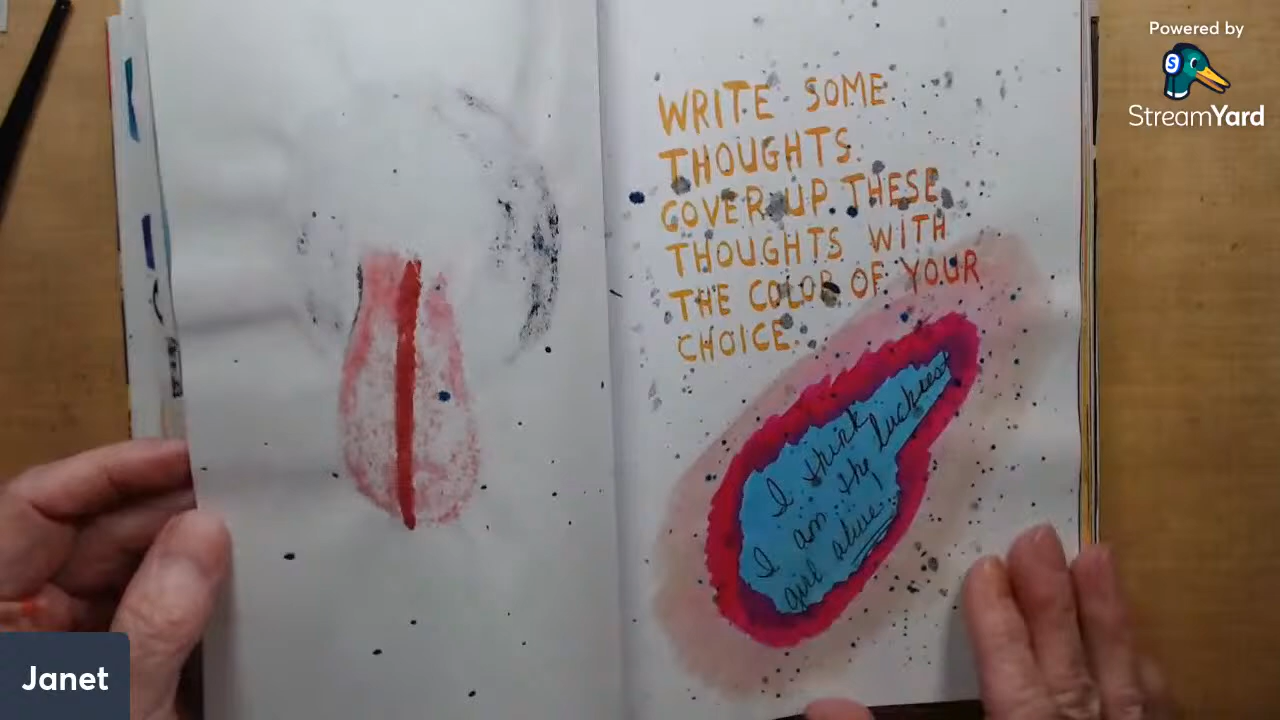 Powered by
StreamYard
WRITE SOME
THOUGHTS.
COVER UP THESE
THOUGHTS WITH
THE COLOR OF YOUR
CHOICE.
I think
I am the luckiest
girl alive.
Janet